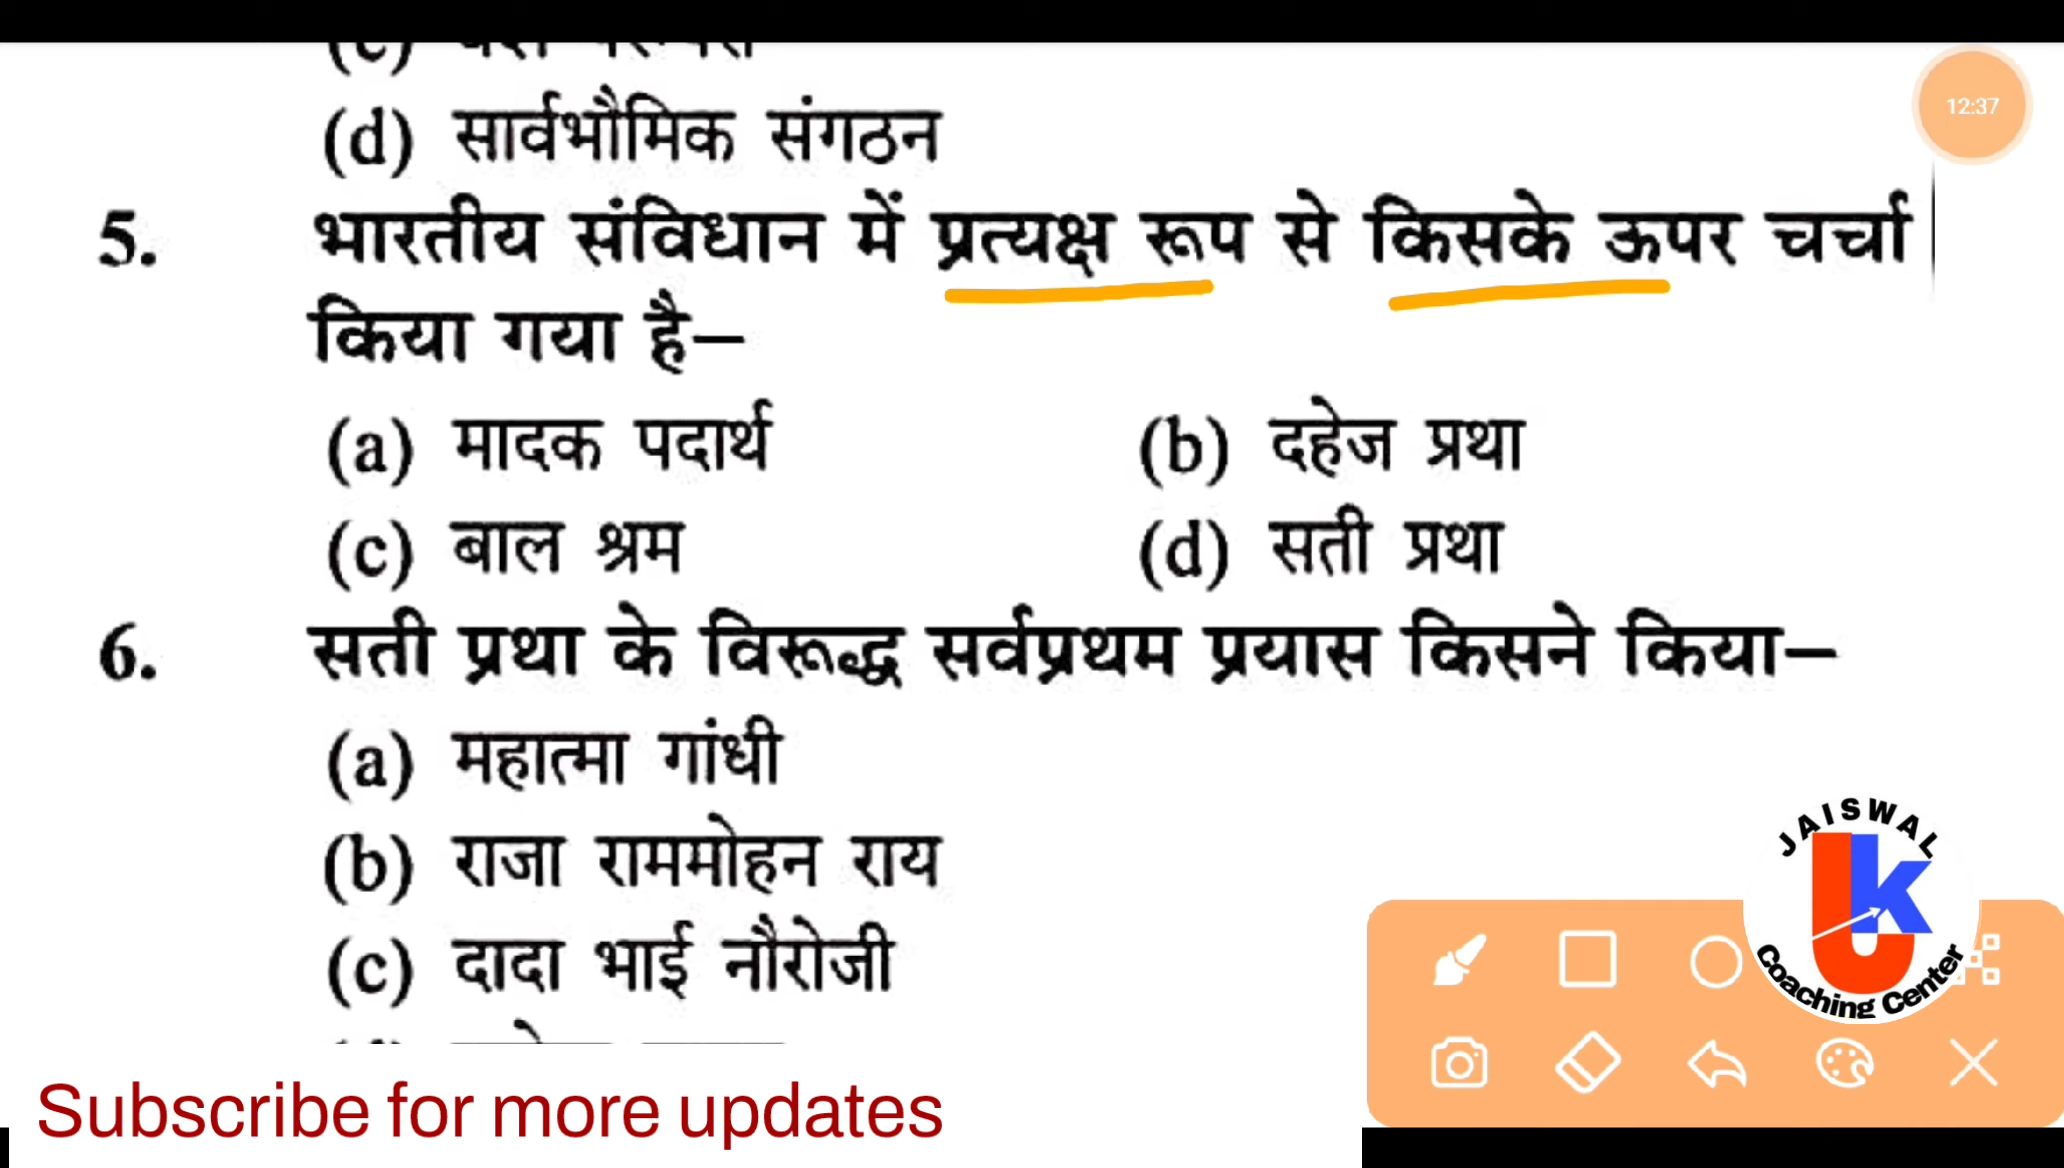 (d) सार्वभौमिक संगठन
12:37
5. भारतीय संविधान में प्रत्यक्ष रूप से किसके ऊपर चर्चा
किया गया है–
(a) मादक पदार्थ (b) दहेज प्रथा
(c) बाल श्रम (d) सती प्रथा
6. सती प्रथा के विरूद्ध सर्वप्रथम प्रयास किसने किया–
(a) महात्मा गांधी
(b) राजा राममोहन राय
(c) दादा भाई नौरोजी
JAISWAL
Coaching Center
Subscribe for more updates